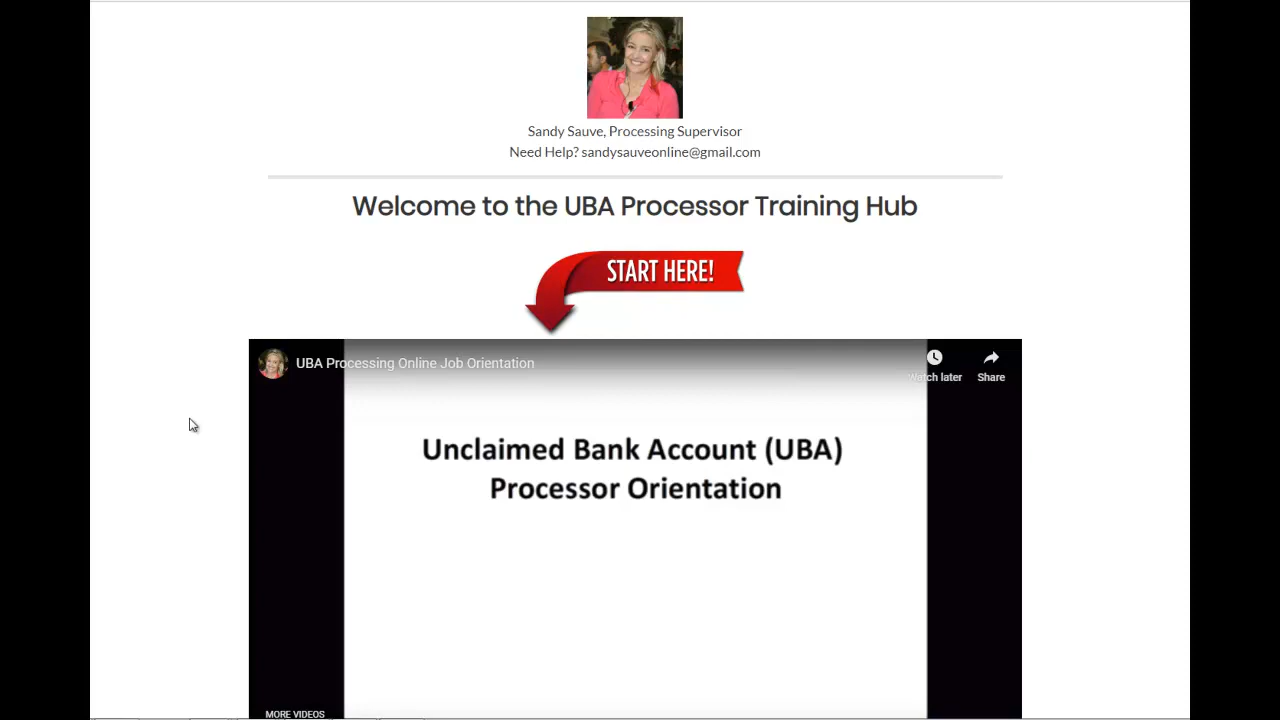 Sandy Sauve, Processing Supervisor
Need Help? sandysauveonline@gmail.com
Welcome to the UBA Processor Training Hub
START HERE!
UBA Processing Online Job Orientation
Watch later
Share
Unclaimed Bank Account (UBA)
Processor Orientation
MORE VIDEOS